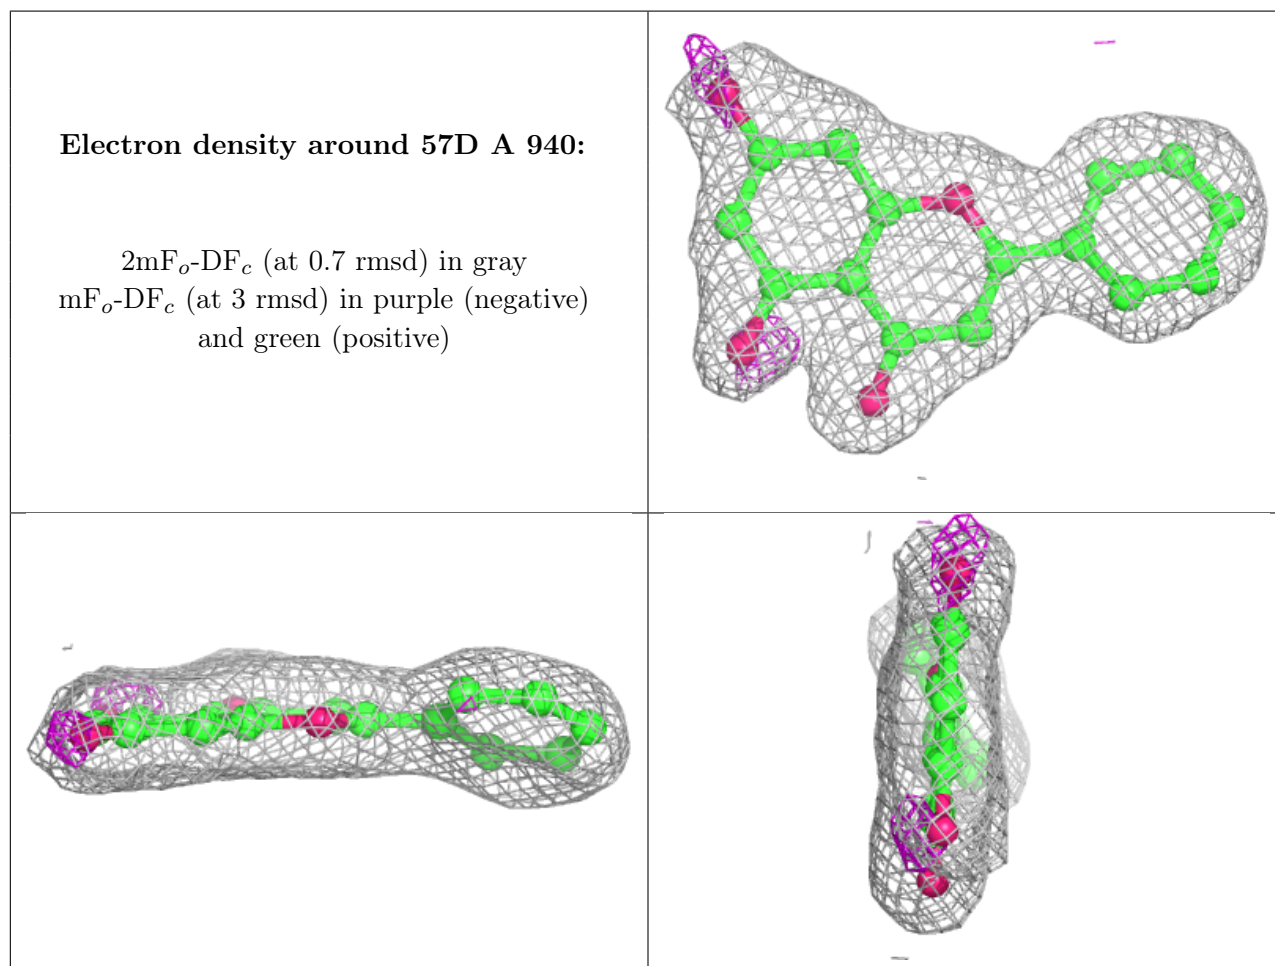 Electron density around 57D A 940:
2mFo-DFc (at 0.7 rmsd) in gray
mFo-DFc (at 3 rmsd) in purple (negative)
and green (positive)